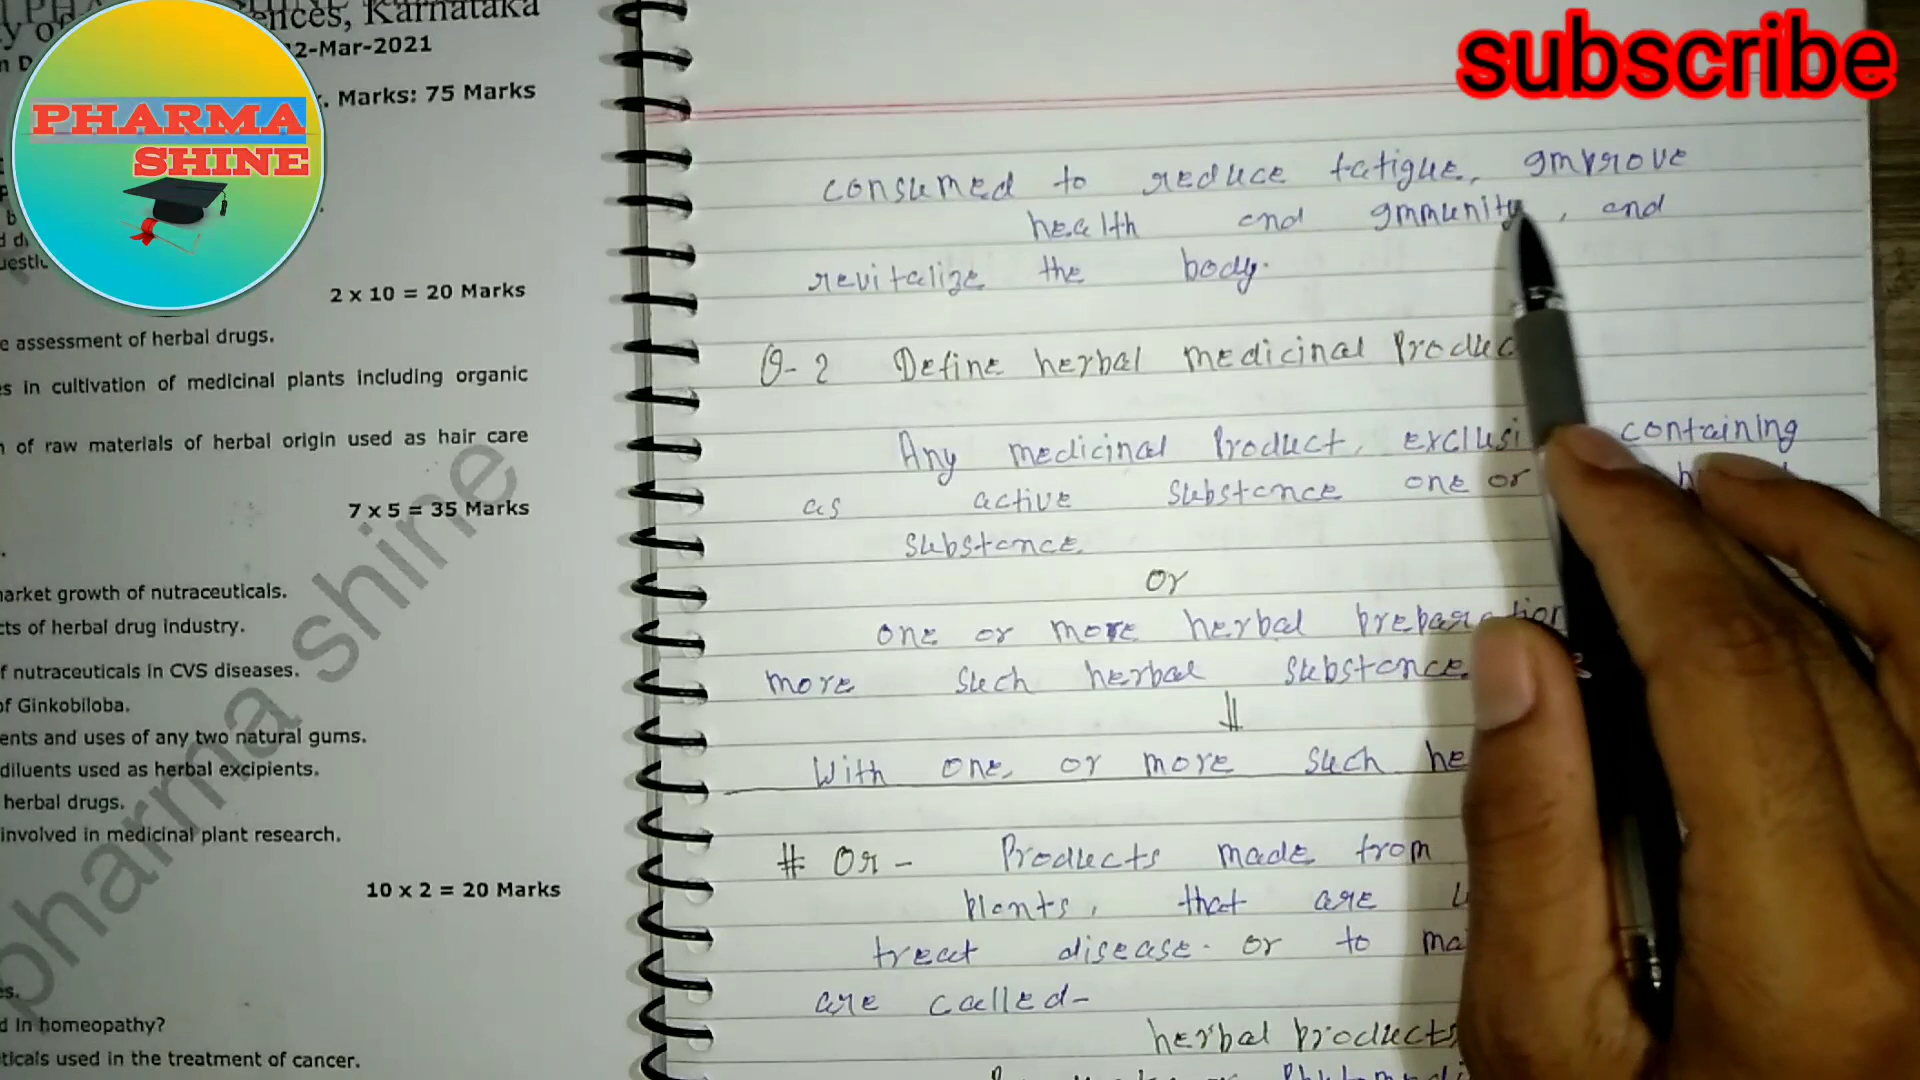 ences, Karnataka
2-Mar-2021
Marks: 75 Marks
PHARMA
SHINE
2 x 10 = 20 Marks
e assessment of herbal drugs.
s in cultivation of medicinal plants including organic
of raw materials of herbal origin used as hair care
7 x 5 = 35 Marks
arket growth of nutraceuticals.
cts of herbal drug industry.
f nutraceuticals in CVS diseases.
of Ginkobiloba.
ents and uses of any two natural gums.
diluents used as herbal excipients.
herbal drugs.
involved in medicinal plant research.
10 x 2 = 20 Marks
es.
d in homeopathy?
ticals used in the treatment of cancer.
pharma shine
subscribe
consumed to reduce fatigue, Improve
health and Immunity, and
revitalize the body.
Q-2 Define herbal medicinal Produc
Any medicinal Product, exclusi containing
as active substance one or
substance.
or
one or more herbal preparation
more such herbal substance.
With one, or more such he
# Or - Products made from
plants, that are
treat disease. or to ma
are called-
herbal products